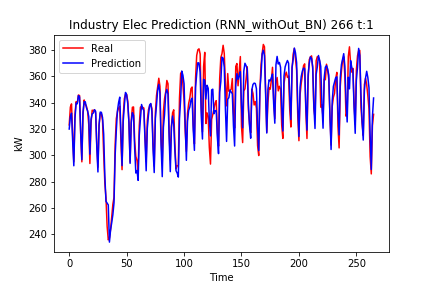 Industry Elec Prediction (RNN_withOut_BN) 266 t:1
Real
Prediction
kW
380
360
340
320
300
280
260
240
0 50 100 150 200 250
Time